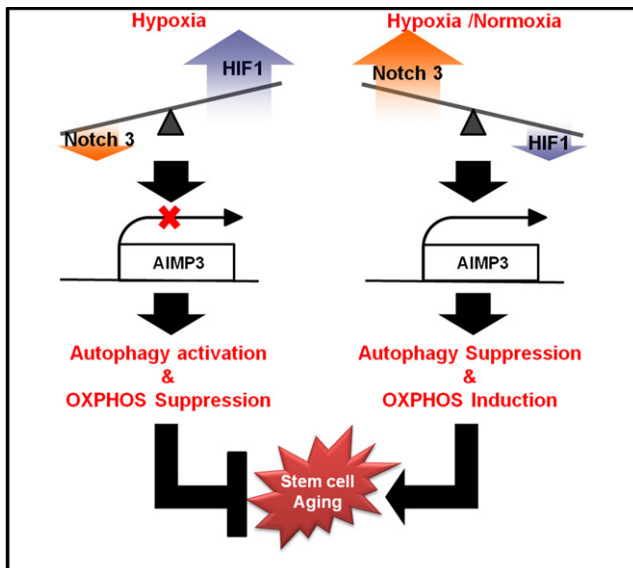 Hypoxia
HIF1
Notch 3
AIMP3
Autophagy activation
&
OXPHOS Suppression
Hypoxia /Normoxia
Notch 3
HIF1
AIMP3
Autophagy Suppression
&
OXPHOS Induction
Stem cell
Aging